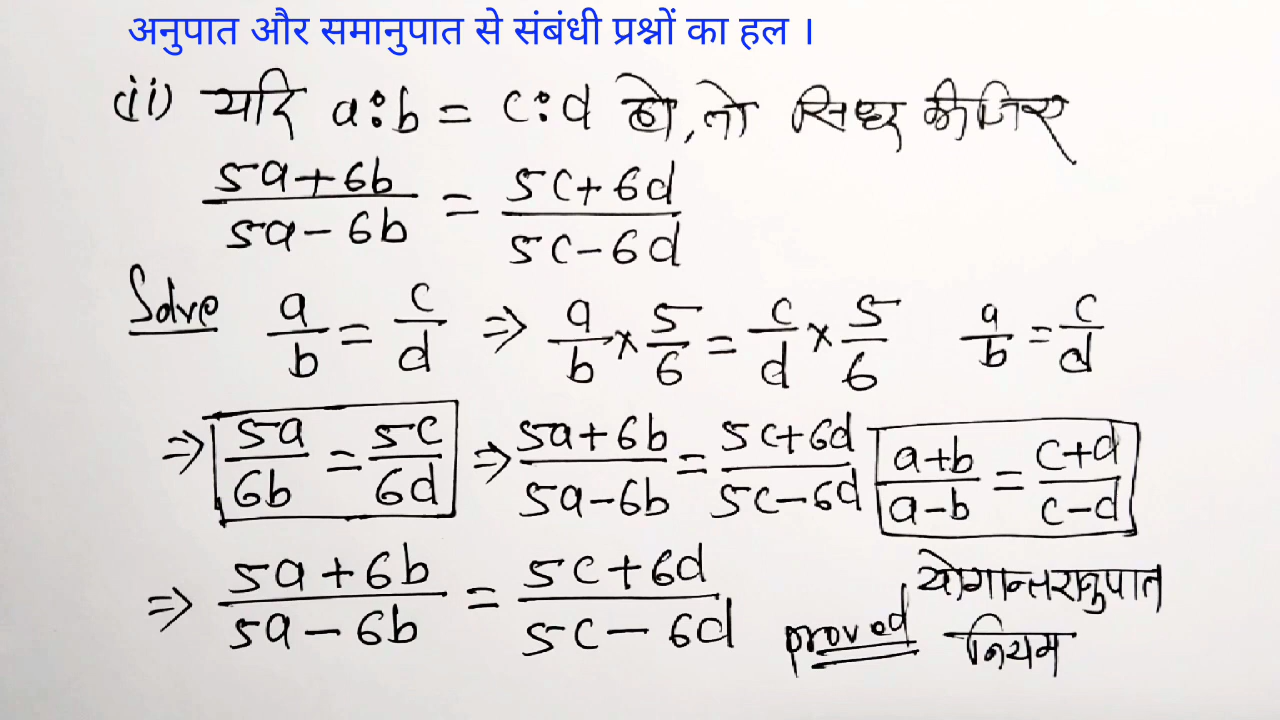 अनुपात और समानुपात से संबंधी प्रश्नों का हल ।
(ii) यदि a:b = c:d हो, तो सिध्द कीजिए
(5a+6b)/(5a-6b) = (5c+6d)/(5c-6d)
Solve a/b = c/d ⇒ a/b × 5/6 = c/d × 5/6 a/b = c/d
⇒ 5a/6b = 5c/6d ⇒ (5a+6b)/(5a-6b) = (5c+6d)/(5c-6d) (a+b)/(a-b) = (c+d)/(c-d)
⇒ (5a+6b)/(5a-6b) = (5c+6d)/(5c-6d) proved योगान्तरानुपात
नियम